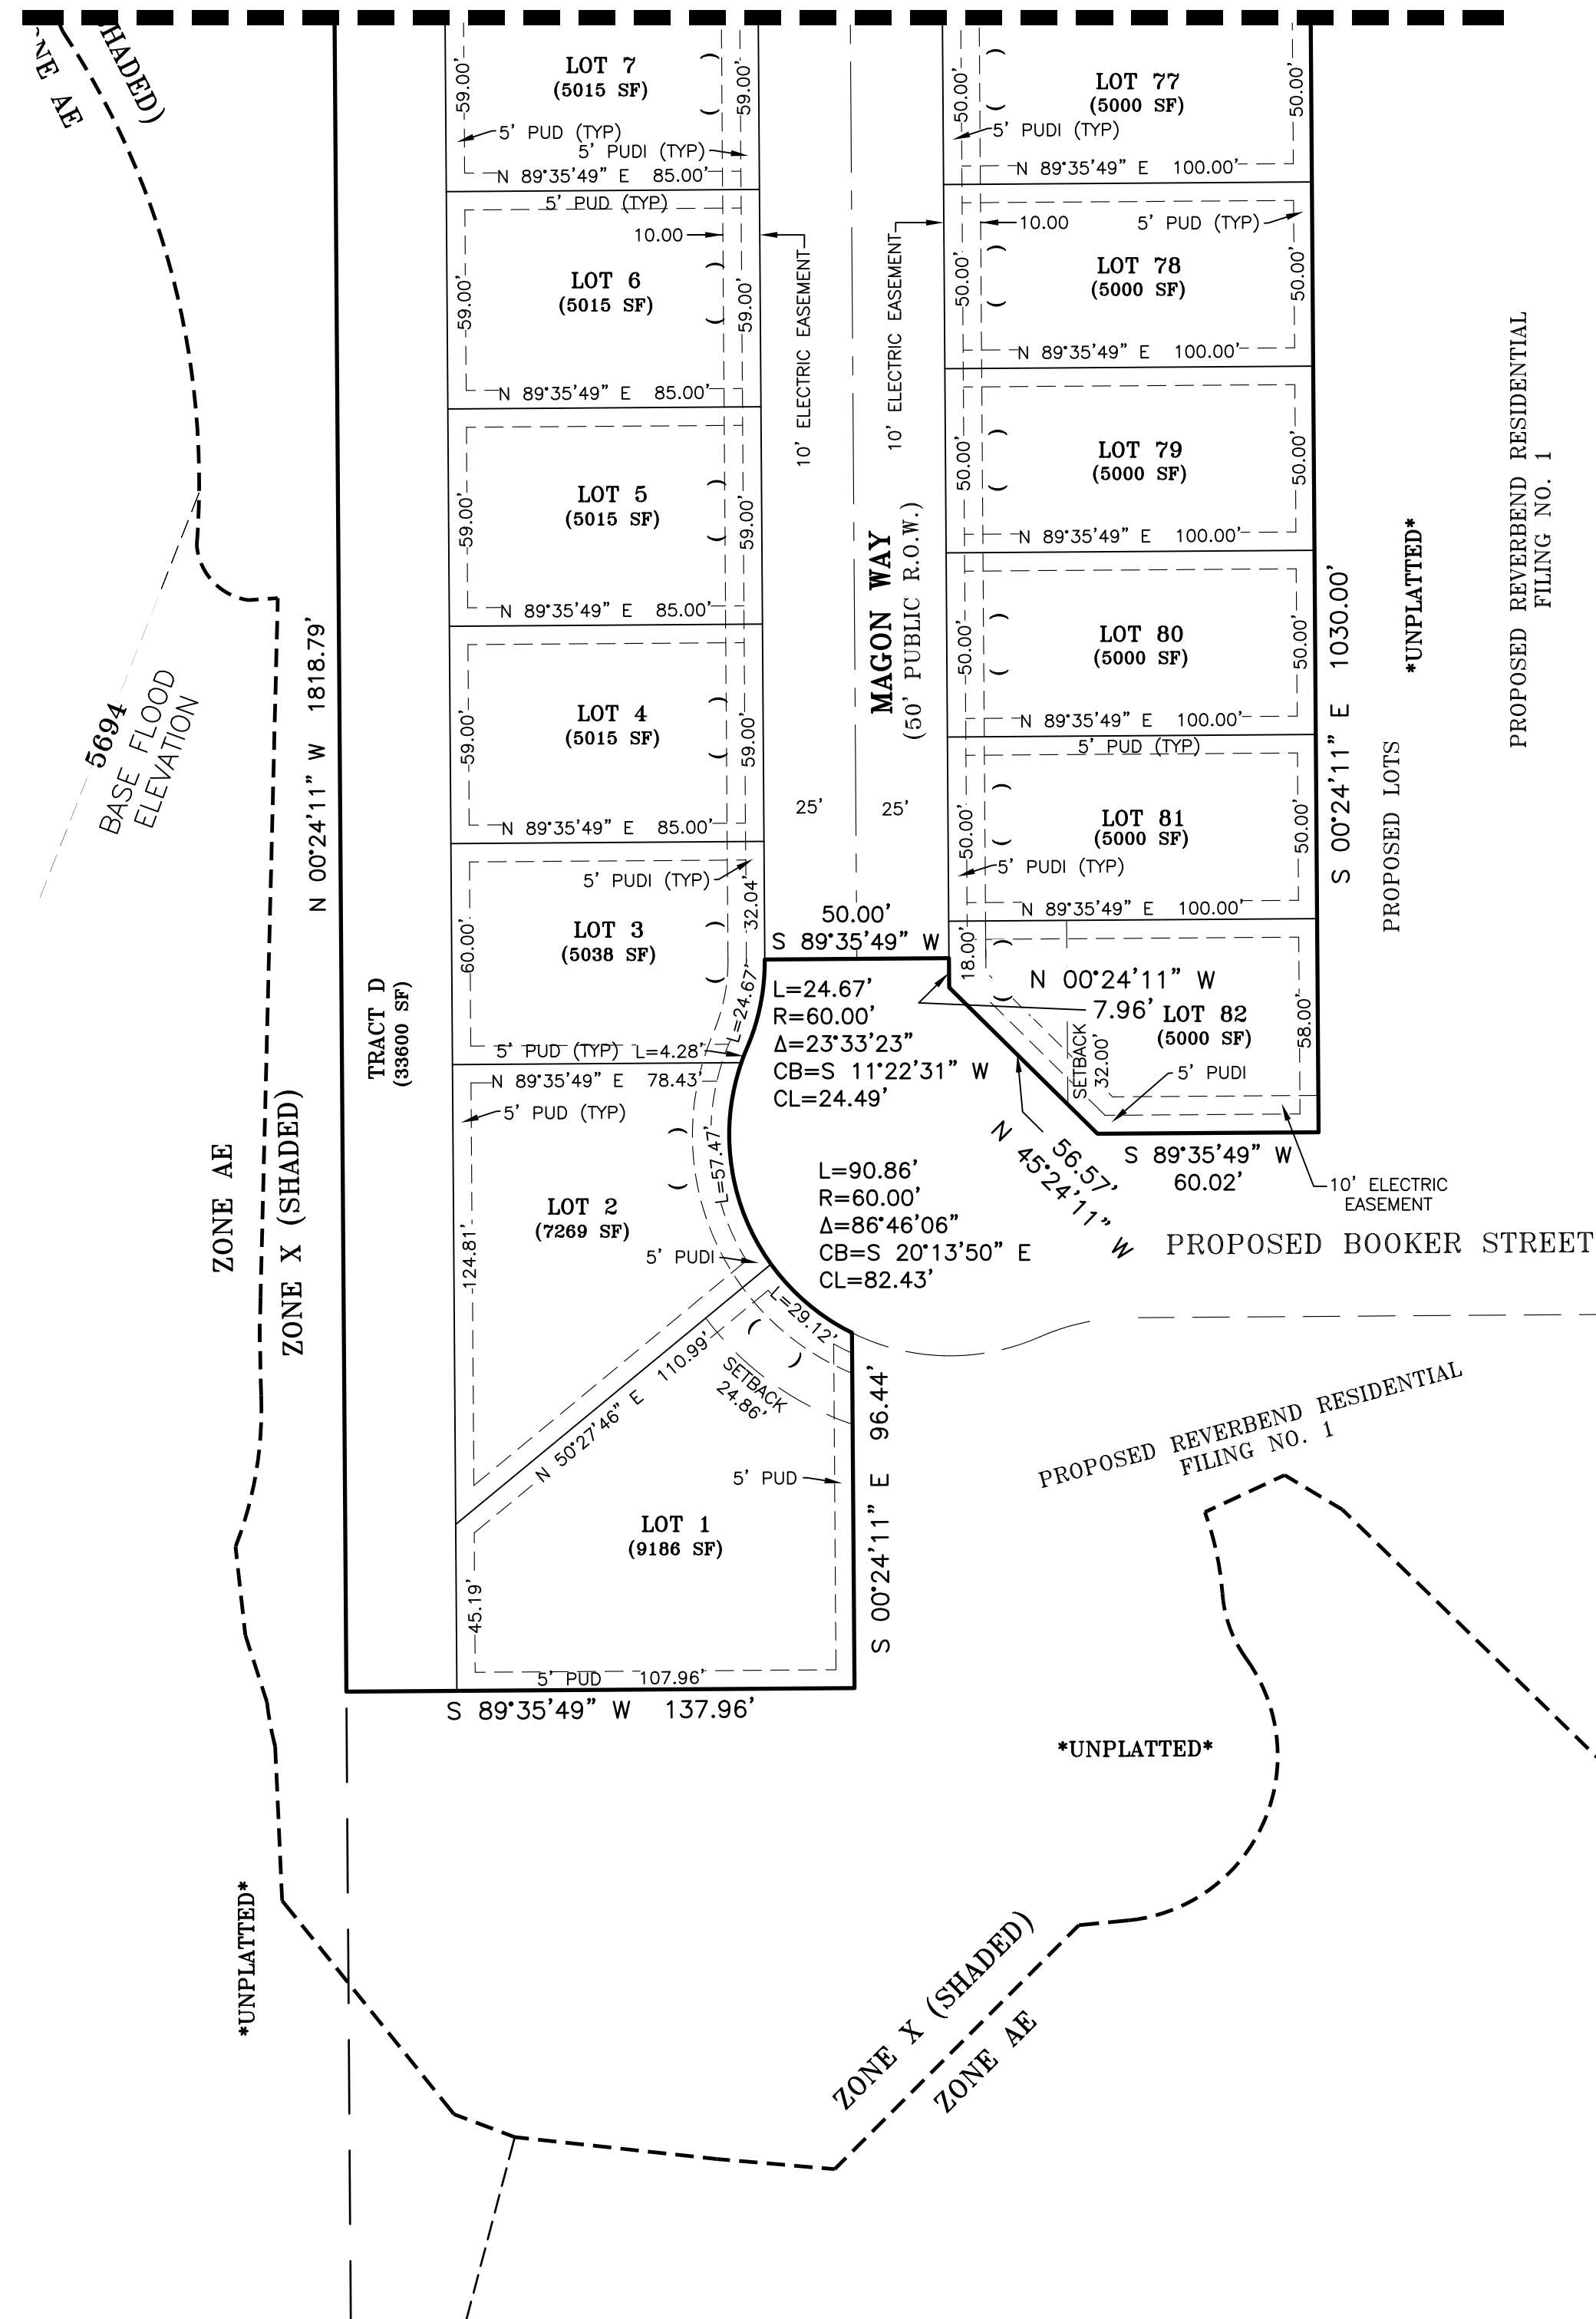 ZONE AE
(SHADED)
59.00'
LOT 7
(5015 SF)
59.00'
5' PUD (TYP)
5' PUDI (TYP)
N 89°35'49" E 85.00'
50.00'
LOT 77
(5000 SF)
50.00'
5' PUDI (TYP)
N 89°35'49" E 100.00'
5' PUD (TYP)
10.00
59.00'
LOT 6
(5015 SF)
59.00'
N 89°35'49" E 85.00'
10' ELECTRIC EASEMENT
10' ELECTRIC EASEMENT
10.00
5' PUD (TYP)
50.00'
LOT 78
(5000 SF)
50.00'
N 89°35'49" E 100.00'
59.00'
LOT 5
(5015 SF)
59.00'
N 89°35'49" E 85.00'
50.00'
LOT 79
(5000 SF)
50.00'
N 89°35'49" E 100.00'
MAGON WAY
(50' PUBLIC R.O.W.)
25'
25'
59.00'
LOT 4
(5015 SF)
59.00'
N 89°35'49" E 85.00'
50.00'
LOT 80
(5000 SF)
50.00'
N 89°35'49" E 100.00'
5' PUD (TYP)
50.00'
LOT 81
(5000 SF)
50.00'
5' PUDI (TYP)
N 89°35'49" E 100.00'
S 00°24'11" E 1030.00'
*UNPLATTED*
PROPOSED LOTS
PROPOSED REVERBEND RESIDENTIAL
FILING NO. 1
5694
BASE FLOOD
ELEVATION
N 00°24'11" W 1818.79'
TRACT D
(33600 SF)
5' PUDI (TYP)
60.00'
LOT 3
(5038 SF)
32.04'
L=24.67'
5' PUD (TYP)
L=4.28'
50.00'
S 89°35'49" W
L=24.67'
R=60.00'
Δ=23°33'23"
CB=S 11°22'31" W
CL=24.49'
18.00'
N 00°24'11" W
7.96'
LOT 82
(5000 SF)
58.00'
SETBACK
32.00'
5' PUDI
N 45°24'11" W
56.57'
S 89°35'49" W
60.02'
10' ELECTRIC
EASEMENT
N 89°35'49" E 78.43'
5' PUD (TYP)
L=57.47'
124.81'
LOT 2
(7269 SF)
5' PUDI
L=90.86'
R=60.00'
Δ=86°46'06"
CB=S 20°13'50" E
CL=82.43'
PROPOSED BOOKER STREET
ZONE AE
ZONE X (SHADED)
L=29.12'
N 50°27'46" E 110.99'
SETBACK
24.86'
5' PUD
LOT 1
(9186 SF)
45.19'
5' PUD 107.96'
S 00°24'11" E 96.44'
S 89°35'49" W 137.96'
PROPOSED REVERBEND RESIDENTIAL
FILING NO. 1
*UNPLATTED*
*UNPLATTED*
ZONE X (SHADED)
ZONE AE